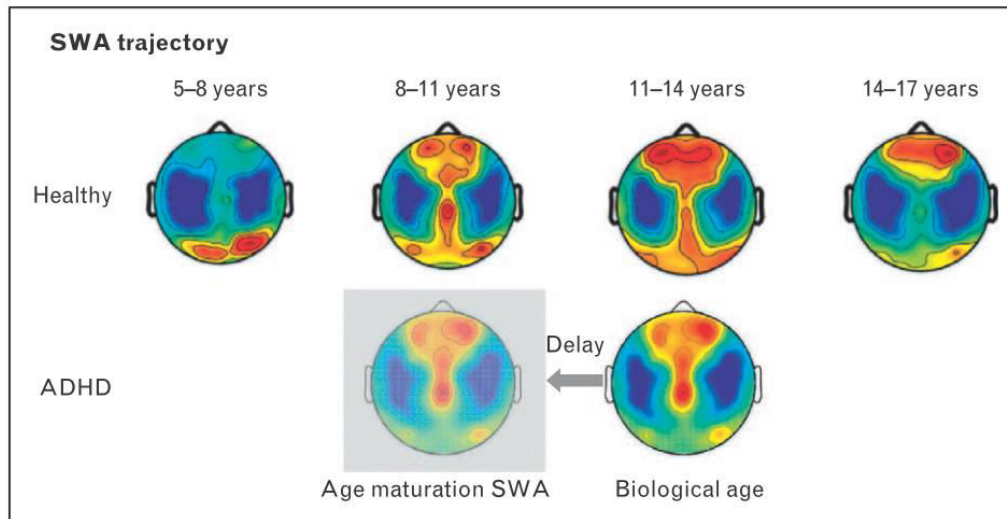 SWA trajectory
5–8 years 8–11 years 11–14 years 14–17 years
Healthy
Delay
ADHD
Age maturation SWA Biological age